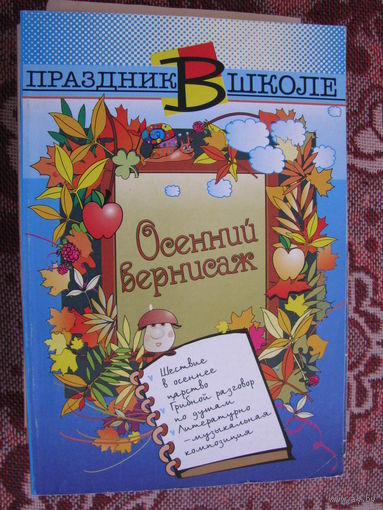 ПРАЗДНИК В ШКОЛЕ
Осенний
вернисаж
Шествие
в осеннее
царство
Грибной разговор
по душам
Литературно
-музыкальная
композиция